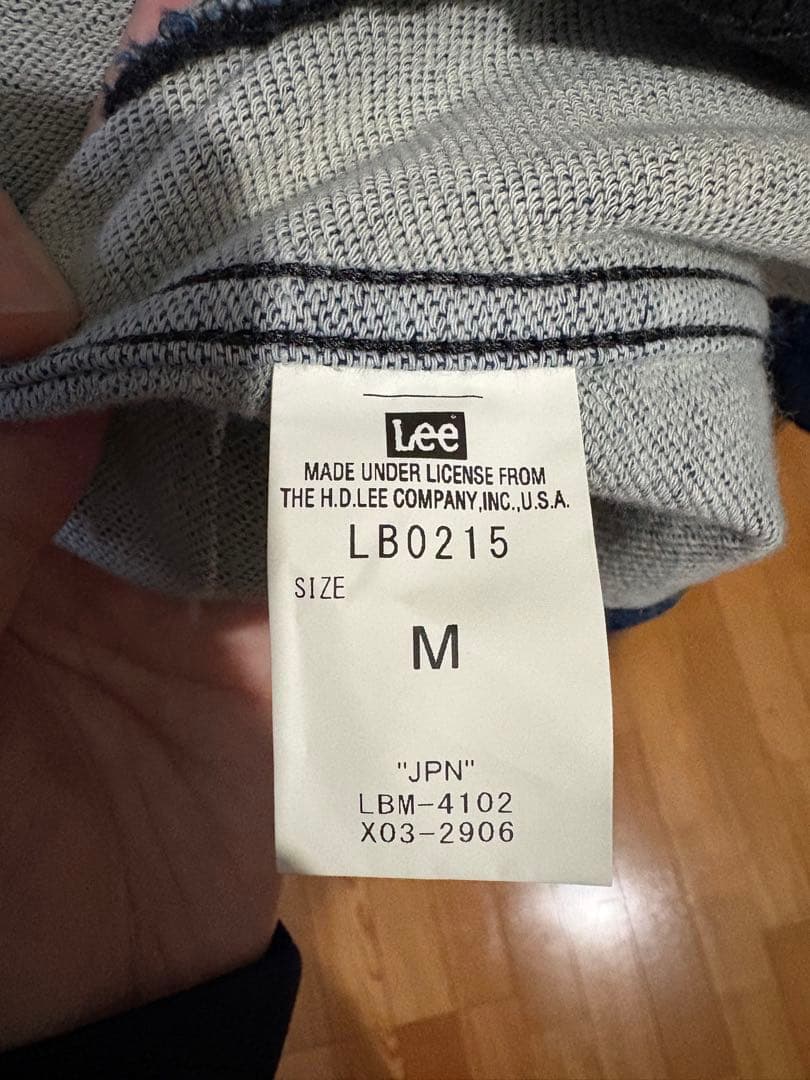 Lee
MADE UNDER LICENSE FROM
THE H.D.LEE COMPANY,INC.,U.S.A.
LB0215
SIZE
M
"JPN"
LBM-4102
X03-2906